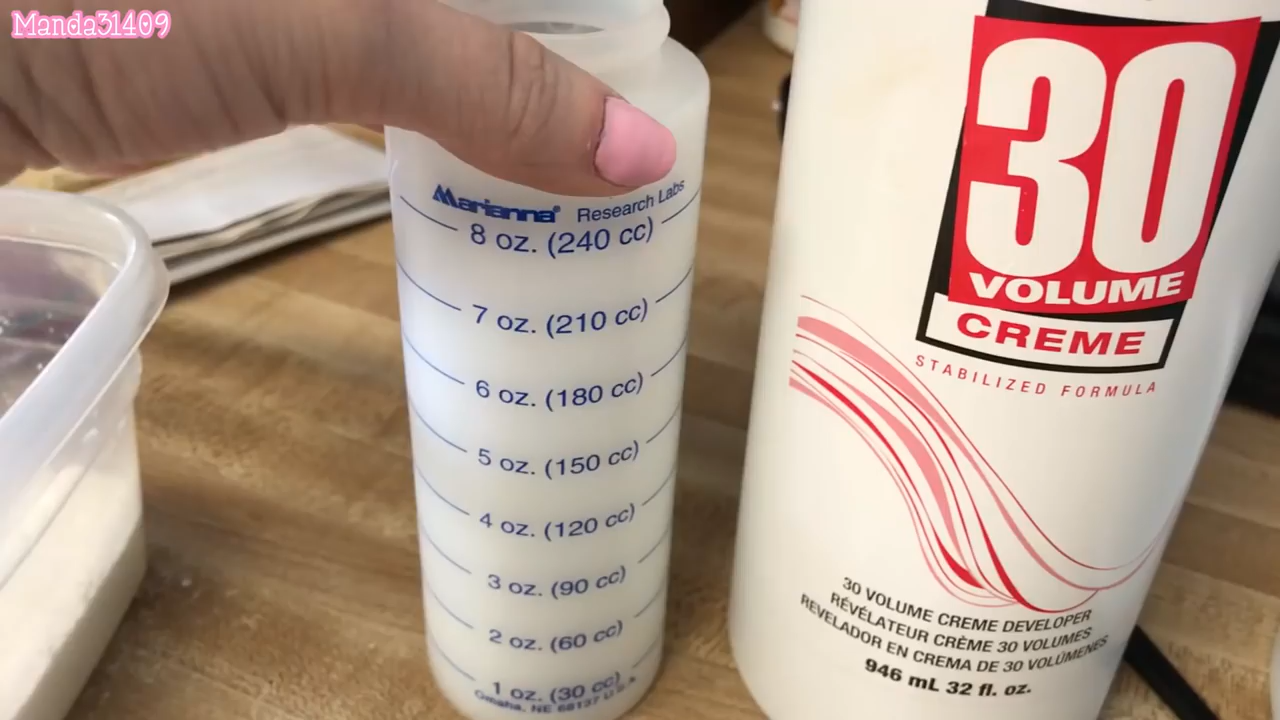 Manda31409
Marianna® Research Labs
8 oz. (240 cc)
7 oz. (210 cc)
6 oz. (180 cc)
5 oz. (150 cc)
4 oz. (120 cc)
3 oz. (90 cc)
2 oz. (60 cc)
1 oz. (30 cc)
Omaha, NE 68137 U.S.A
30
VOLUME
CREME
STABILIZED FORMULA
30 VOLUME CREME DEVELOPER
RÉVÉLATEUR CRÈME 30 VOLUMES
REVELADOR EN CREMA DE 30 VOLÚMENES
946 mL 32 fl. oz.